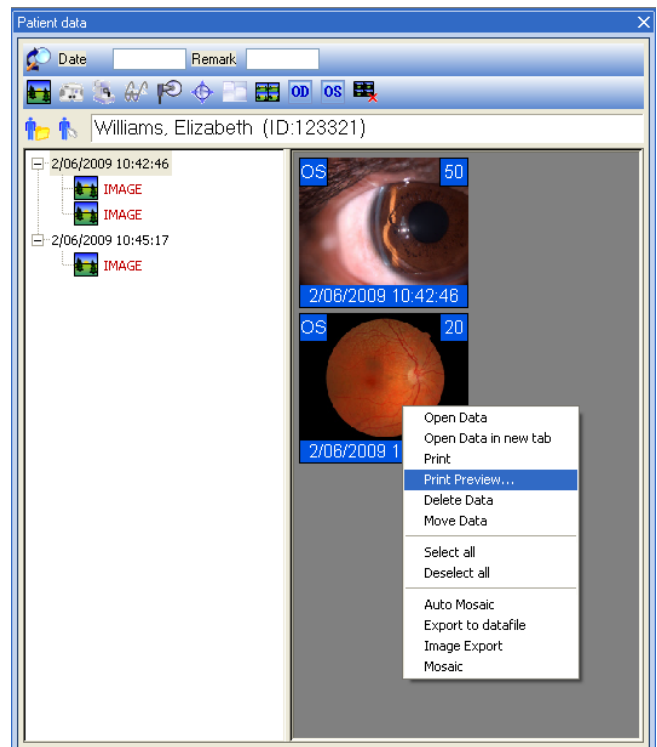 Patient data
Date Remark
OD OS
Williams, Elizabeth (ID:123321)
2/06/2009 10:42:46
IMAGE
IMAGE
2/06/2009 10:45:17
IMAGE
OS 50
2/06/2009 10:42:46
OS 20
2/06/2009 1
Open Data
Open Data in new tab
Print
Print Preview...
Delete Data
Move Data
Select all
Deselect all
Auto Mosaic
Export to datafile
Image Export
Mosaic